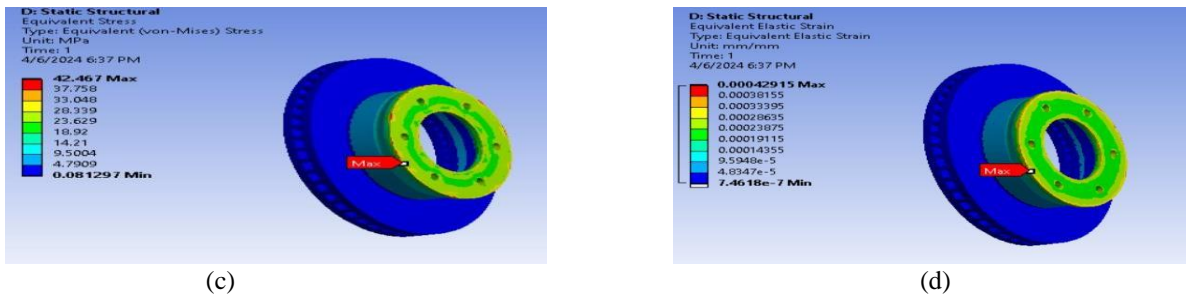 D: Static Structural
Equivalent Stress
Type: Equivalent (von-Mises) Stress
Unit: MPa
Time: 1
4/6/2024 6:37 PM
42.467 Max
37.758
33.048
28.339
23.629
18.92
14.21
9.5004
4.7909
0.081297 Min
Max
(c)
D: Static Structural
Equivalent Elastic Strain
Type: Equivalent Elastic Strain
Unit: mm/mm
Time: 1
4/6/2024 6:37 PM
0.00042915 Max
0.00038155
0.00033395
0.00028635
0.00023875
0.00019115
0.00014355
9.5948e-5
4.8347e-5
7.4618e-7 Min
Max
(d)